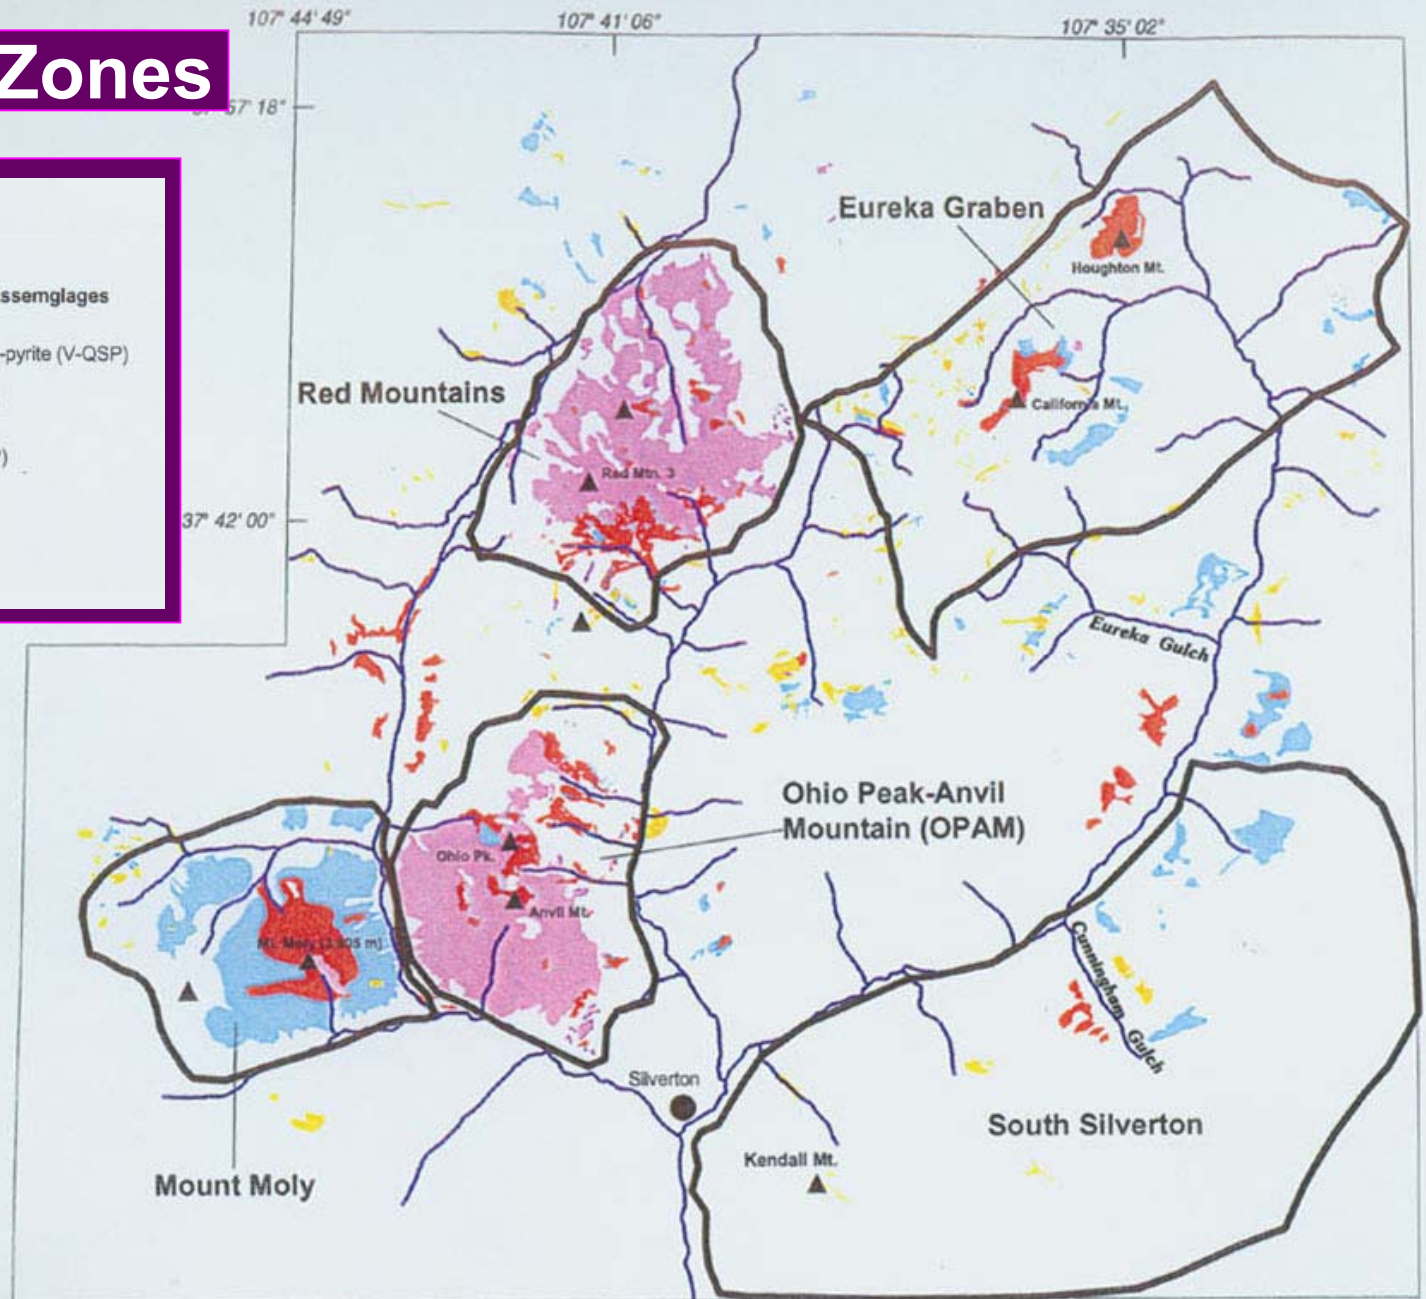 107° 44' 49"
107° 41' 06"
107° 35' 02"
Zones
57' 18"
ssemglages
-pyrite (V-QSP)
)
Eureka Graben
Houghton Mt.
Red Mountains
California Mt.
Red Mtn. 3
37° 42' 00"
Eureka Gulch
Ohio Peak-Anvil
Mountain (OPAM)
Ohio Pk.
Anvil Mt.
Cunningham Gulch
Silverton
South Silverton
Kendall Mt.
Mount Moly